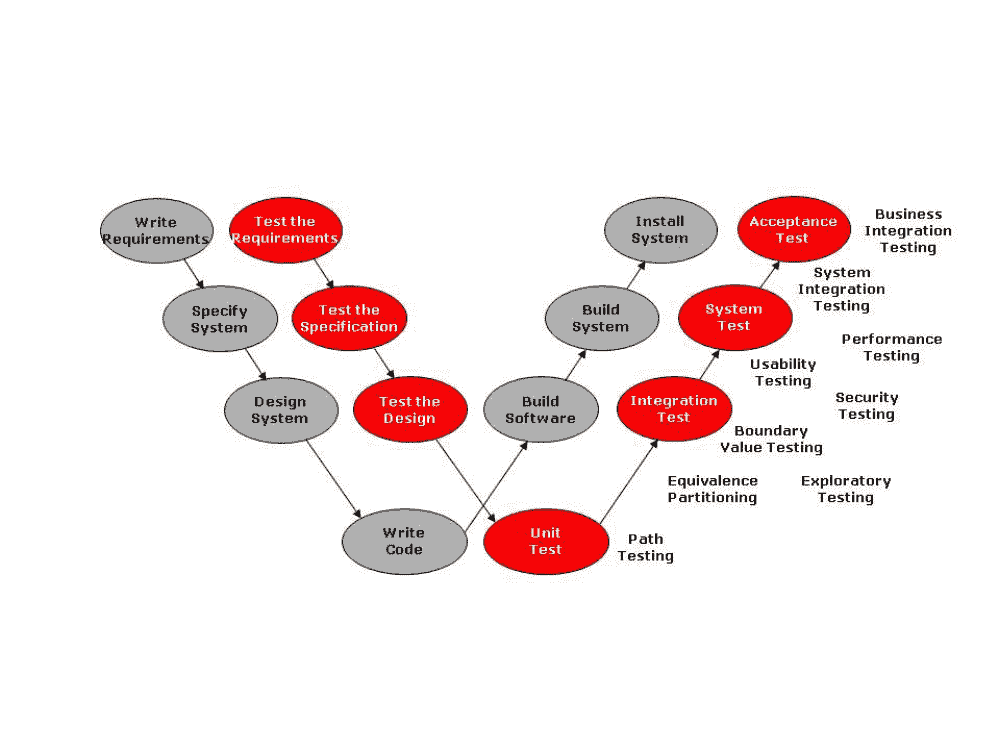 Write
Requirements
Test the
Requirements
Install
System
Acceptance
Test
Business
Integration
Testing
Specify
System
Test the
Specification
Build
System
System
Test
System
Integration
Testing
Performance
Testing
Usability
Testing
Design
System
Test the
Design
Build
Software
Integration
Test
Security
Testing
Boundary
Value Testing
Equivalence
Partitioning
Exploratory
Testing
Write
Code
Unit
Test
Path
Testing